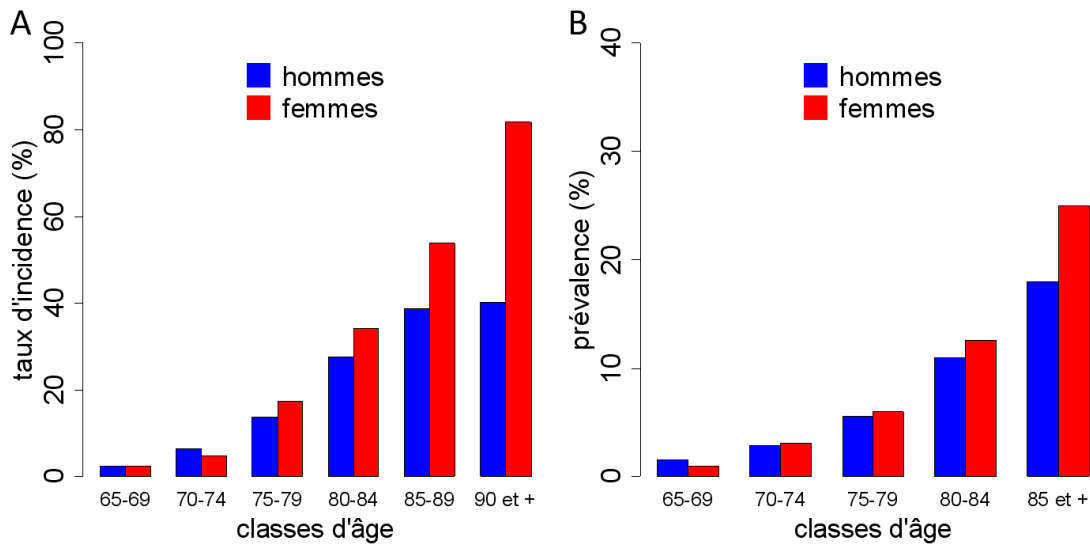 A
taux d'incidence (%)
0
20
40
60
80
100
hommes
femmes
65-69
70-74
75-79
80-84
85-89
90 et +
classes d'âge
B
prévalence (%)
0
10
20
30
40
hommes
femmes
65-69
70-74
75-79
80-84
85 et +
classes d'âge